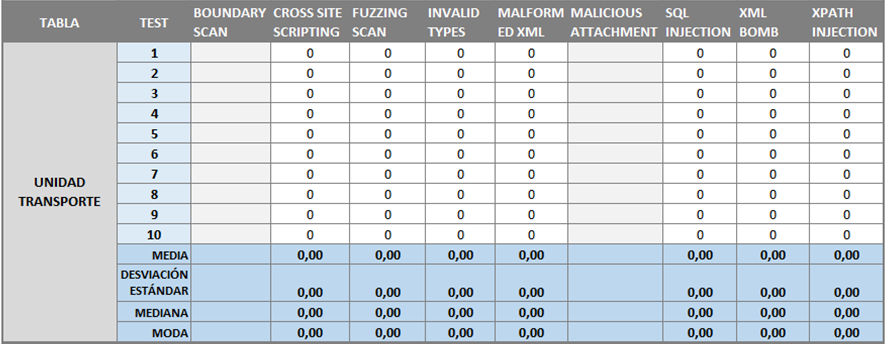 TABLA TEST BOUNDARY SCAN CROSS SITE SCRIPTING FUZZING SCAN INVALID TYPES MALFORM ED XML MALICIOUS ATTACHMENT SQL INJECTION XML BOMB XPATH INJECTION
UNIDAD TRANSPORTE
1 0 0 0 0 0 0 0
2 0 0 0 0 0 0 0
3 0 0 0 0 0 0 0
4 0 0 0 0 0 0 0
5 0 0 0 0 0 0 0
6 0 0 0 0 0 0 0
7 0 0 0 0 0 0 0
8 0 0 0 0 0 0 0
9 0 0 0 0 0 0 0
10 0 0 0 0 0 0 0
MEDIA 0,00 0,00 0,00 0,00 0,00 0,00 0,00
DESVIACIÓN ESTÁNDAR 0,00 0,00 0,00 0,00 0,00 0,00 0,00
MEDIANA 0,00 0,00 0,00 0,00 0,00 0,00 0,00
MODA 0,00 0,00 0,00 0,00 0,00 0,00 0,00